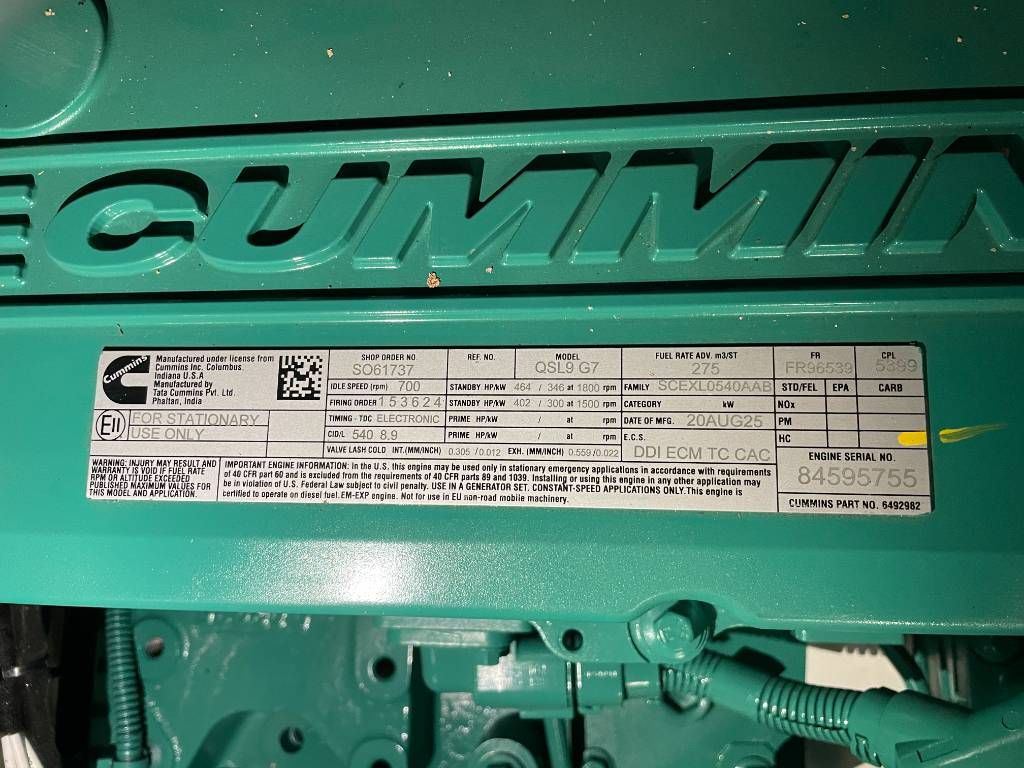 CUMMIN
Cummins
Manufactured under license from
Cummins Inc. Columbus
Indiana U.S.A
Manufactured by
Tata Cummins Pvt. Ltd
Phaltan, India
E11
FOR STATIONARY
USE ONLY
WARNING: INJURY MAY RESULT AND
WARRANTY IS VOID IF FUEL RATE
RPM OR ALTITUDE EXCEED
PUBLISHED MAXIMUM VALUES FOR
THIS MODEL AND APPLICATION.
SHOP ORDER NO.
SO61737
REF. NO.
MODEL
QSL9 G7
FUEL RATE ADV. m3/ST
275
FR
FR96539
CPL
5399
IDLE SPEED (rpm) 700
STANDBY HP/kW 464 / 346 at 1800 rpm
FAMILY SCEXL0540AAB
STD/FEL EPA CARB
FIRING ORDER 153624
STANDBY HP/kW 402 / 300 at 1500 rpm
CATEGORY kW
NOx
TIMING - TDC ELECTRONIC
PRIME HP/kW / at rpm
DATE OF MFG. 20AUG25
PM
CID/L 540 8.9
PRIME HP/kW / at rpm
E.C.S. DDI ECM TC CAC
HC
VALVE LASH COLD INT.(MM/INCH) 0.305 /0.012 EXH. (MM/INCH) 0.559/0.022
IMPORTANT ENGINE INFORMATION: In the U.S. this engine may be used only in stationary emergency applications in accordance with requirements
of 40 CFR part 60 and is excluded from the requirements of 40 CFR parts 89 and 1039. Installing or using this engine in any other application may
be in violation of U.S. Federal Law subject to civil penalty. USE IN A GENERATOR SET. CONSTANT-SPEED APPLICATIONS ONLY. This engine is
certified to operate on diesel fuel. EM-EXP engine. Not for use in EU non-road mobile machinery.
ENGINE SERIAL NO.
84595755
CUMMINS PART NO. 6492982